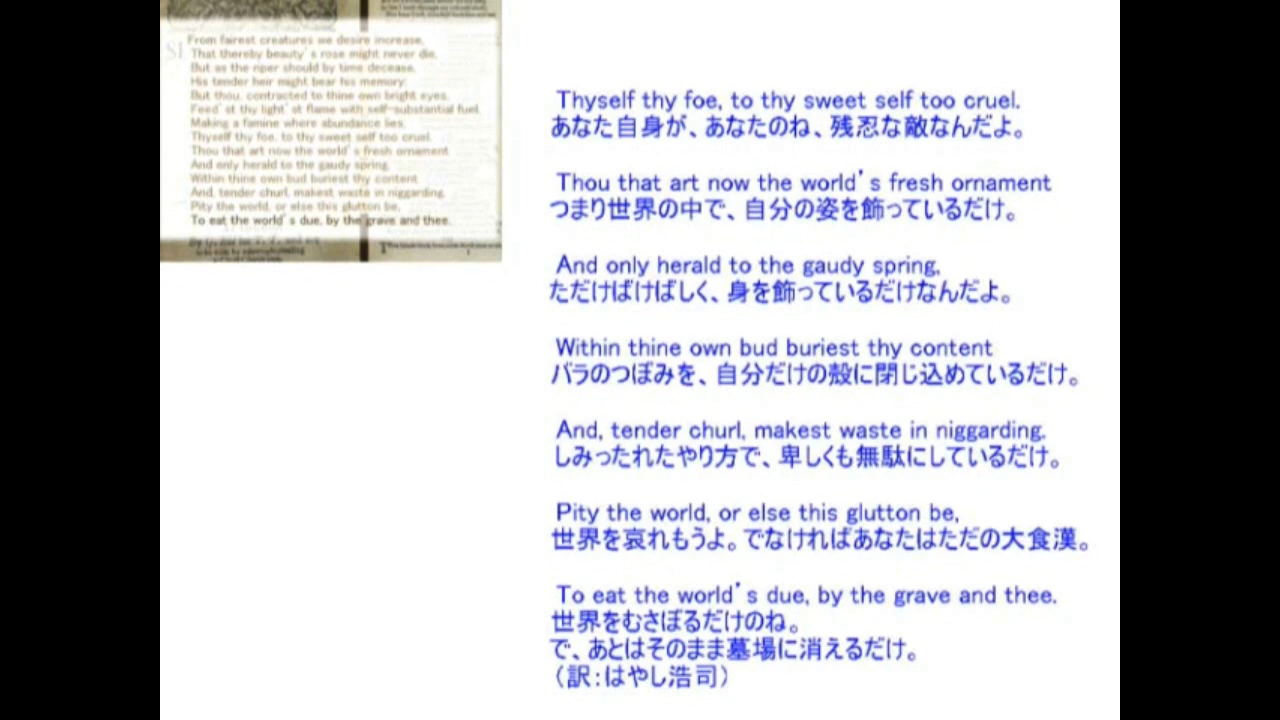 From fairest creatures we desire increase,
That thereby beauty's rose might never die,
But as the riper should by time decease,
His tender heir might bear his memory:
But thou, contracted to thine own bright eyes,
Feed'st thy light'st flame with self-substantial fuel,
Making a famine where abundance lies,
Thyself thy foe, to thy sweet self too cruel.
Thou that art now the world's fresh ornament
And only herald to the gaudy spring,
Within thine own bud buriest thy content
And, tender churl, makest waste in niggarding.
Pity the world, or else this glutton be,
To eat the world's due, by the grave and thee.
Thyself thy foe, to thy sweet self too cruel.
あなた自身が、あなたのね、残忍な敵なんだよ。
Thou that art now the world's fresh ornament
つまり世界の中で、自分の姿を飾っているだけ。
And only herald to the gaudy spring,
ただけばけばしく、身を飾っているだけなんだよ。
Within thine own bud buriest thy content
バラのつぼみを、自分だけの殻に閉じ込めているだけ。
And, tender churl, makest waste in niggarding.
しみったれたやり方で、卑しくも無駄にしているだけ。
Pity the world, or else this glutton be,
世界を哀れもうよ。でなければあなたはただの大食漢。
To eat the world's due, by the grave and thee.
世界をむさぼるだけのね。
で、あとはそのまま墓場に消えるだけ。
（訳：はやし浩司）